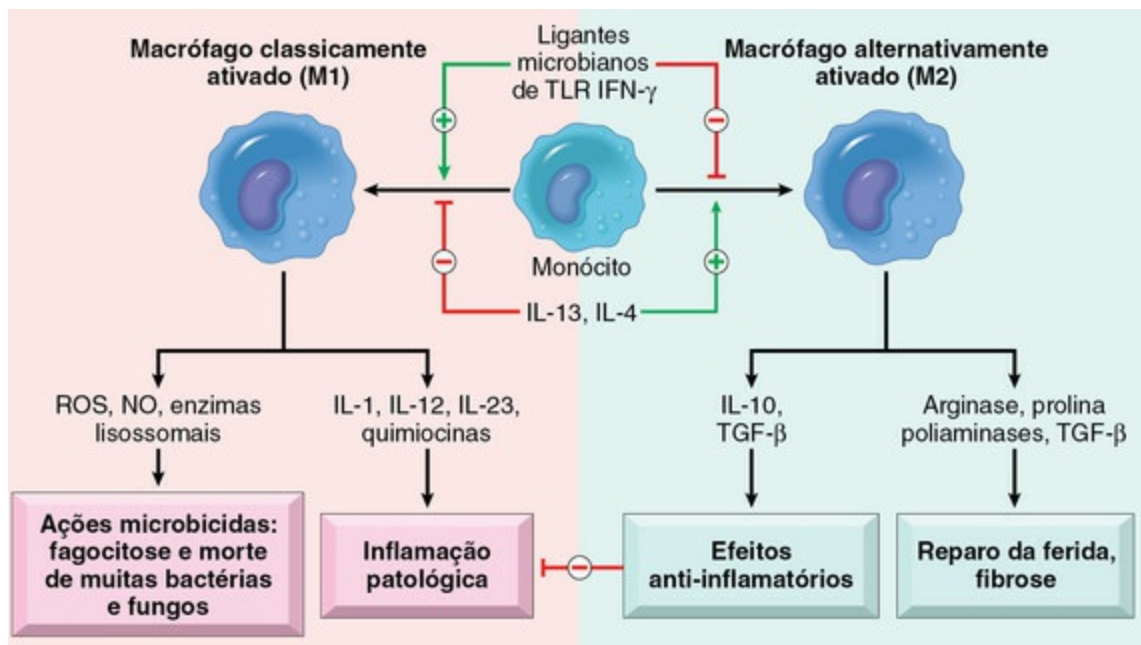 Macrófago classicamente
ativado (M1)
Ligantes
microbianos
de TLR IFN-γ
Macrófago alternativamente
ativado (M2)
+
−
Monócito
−
+
IL-13, IL-4
ROS, NO, enzimas
lisossomais
IL-1, IL-12, IL-23,
quimiocinas
IL-10,
TGF-β
Arginase, prolina
poliaminases, TGF-β
Ações microbicidas:
fagocitose e morte
de muitas bactérias
e fungos
Inflamação
patológica
−
Efeitos
anti-inflamatórios
Reparo da ferida,
fibrose